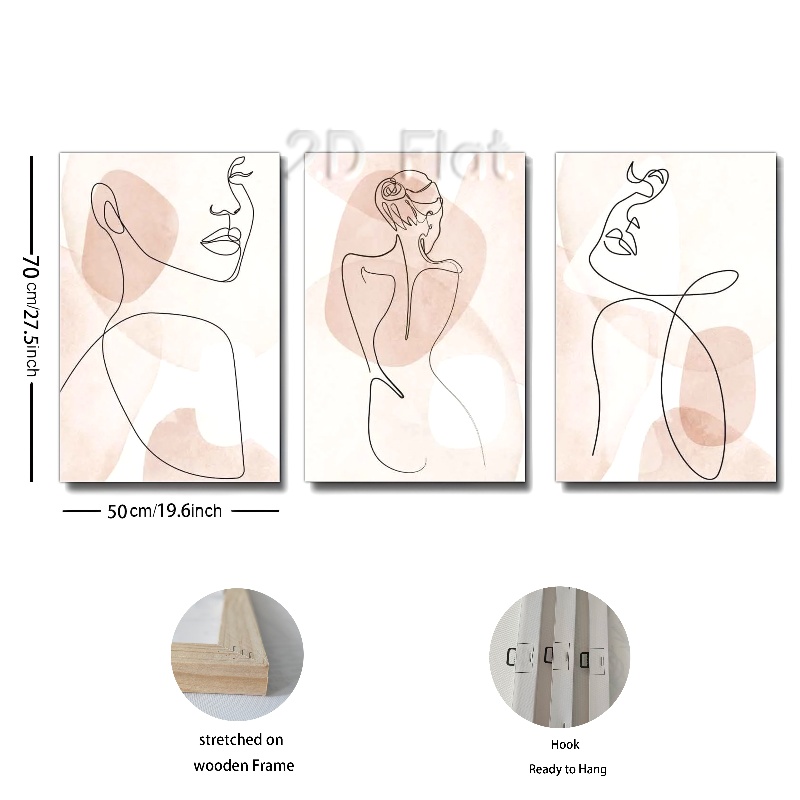 2D Flat
70 cm/27.5inch
50cm/19.6inch
stretched on
wooden Frame
Hook
Ready to Hang